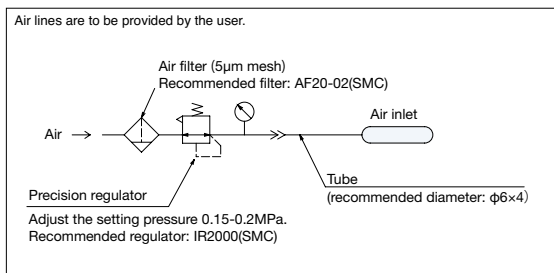 Air lines are to be provided by the user.
Air filter (5μm mesh)
Recommended filter: AF20-02(SMC)
Air inlet
Air
Precision regulator
Adjust the setting pressure 0.15-0.2MPa.
Recommended regulator: IR2000(SMC)
Tube
(recommended diameter: φ6×4)